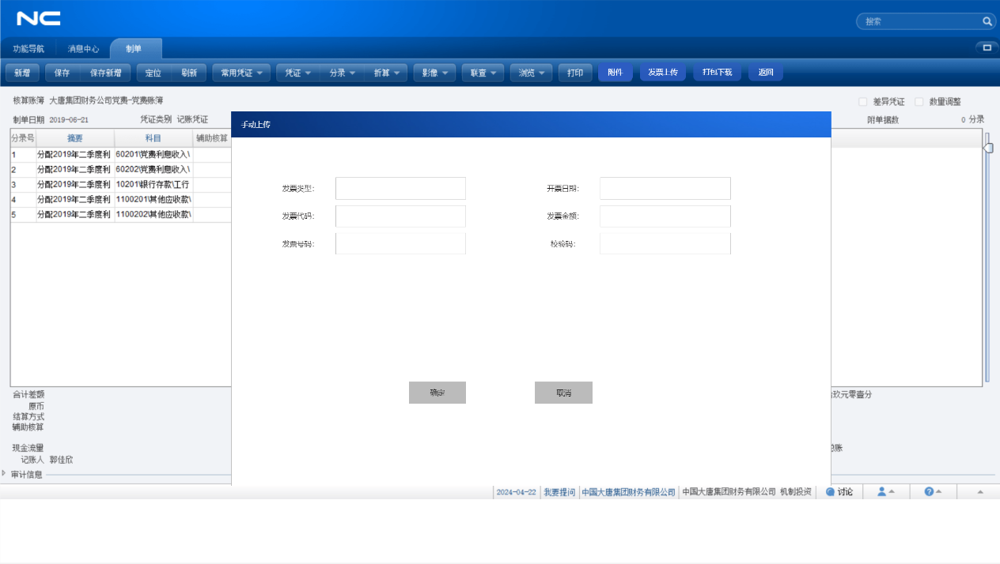 NC
搜索
功能导航 消息中心 制单
新增 保存 保存新增 定位 刷新 常用凭证 凭证 分录 折算 影像 联查 浏览 打印 附件 发票上传 打包下载 返回
核算账簿 大唐集团财务公司党费-党费账簿 差异凭证 数量调整
制单日期 2019-06-21 凭证类别 记账凭证 附单据数 0 分录
手动上传
分录号 摘要 科目 辅助核算
1 分配2019年二季度利 60201\党费利息收入\
2 分配2019年二季度利 60202\党费利息收入\
3 分配2019年二季度利 10201\银行存款\工行
4 分配2019年二季度利 1100201\其他应收款\
5 分配2019年二季度利 1100202\其他应收款\
发票类型: 开票日期:
发票代码: 发票金额:
发票号码: 校验码:
确定 取消
合计差额 玖元零壹分
原币
结算方式
辅助核算
现金流量
记账人 郭佳欣
审计信息
2024-04-22 我要提问 中国大唐集团财务有限公司 中国大唐集团财务有限公司 机制投资 讨论